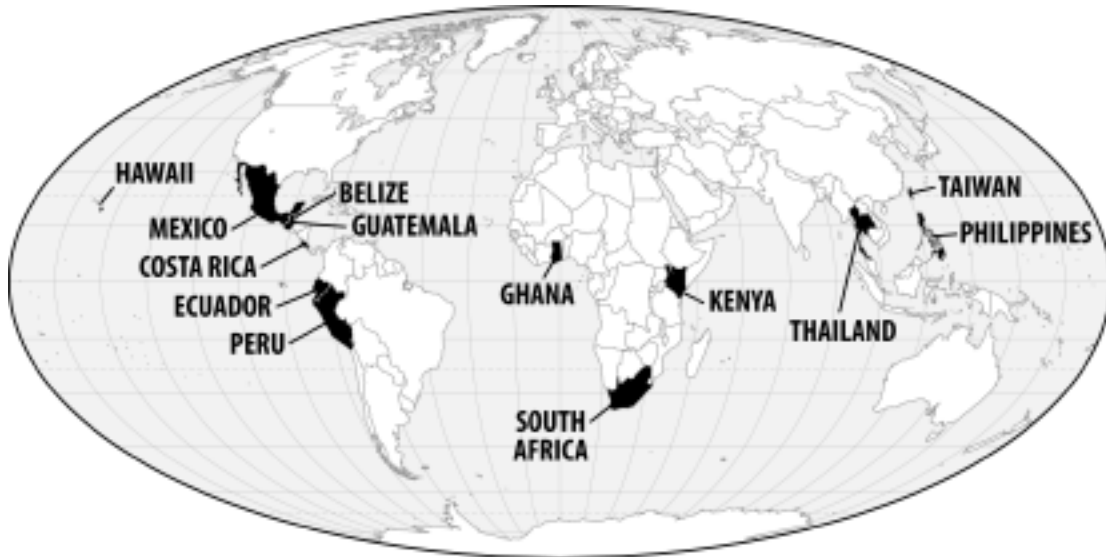 HAWAII
BELIZE
TAIWAN
MEXICO
GUATEMALA
PHILIPPINES
COSTA RICA
ECUADOR
GHANA
KENYA
PERU
THAILAND
SOUTH
AFRICA